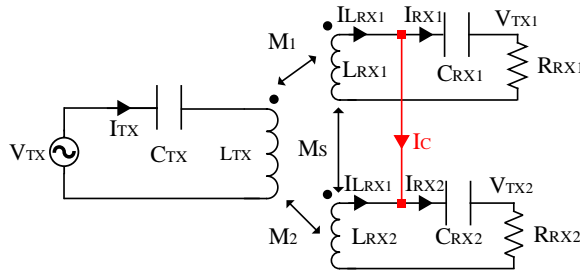 ILRX1 IRX1 VTX1
M1
LRX1 CRX1 RRX1
ITX
VTX CTX LTX MS IC
ILRX1 IRX2 VTX2
M2 LRX2 CRX2 RRX2